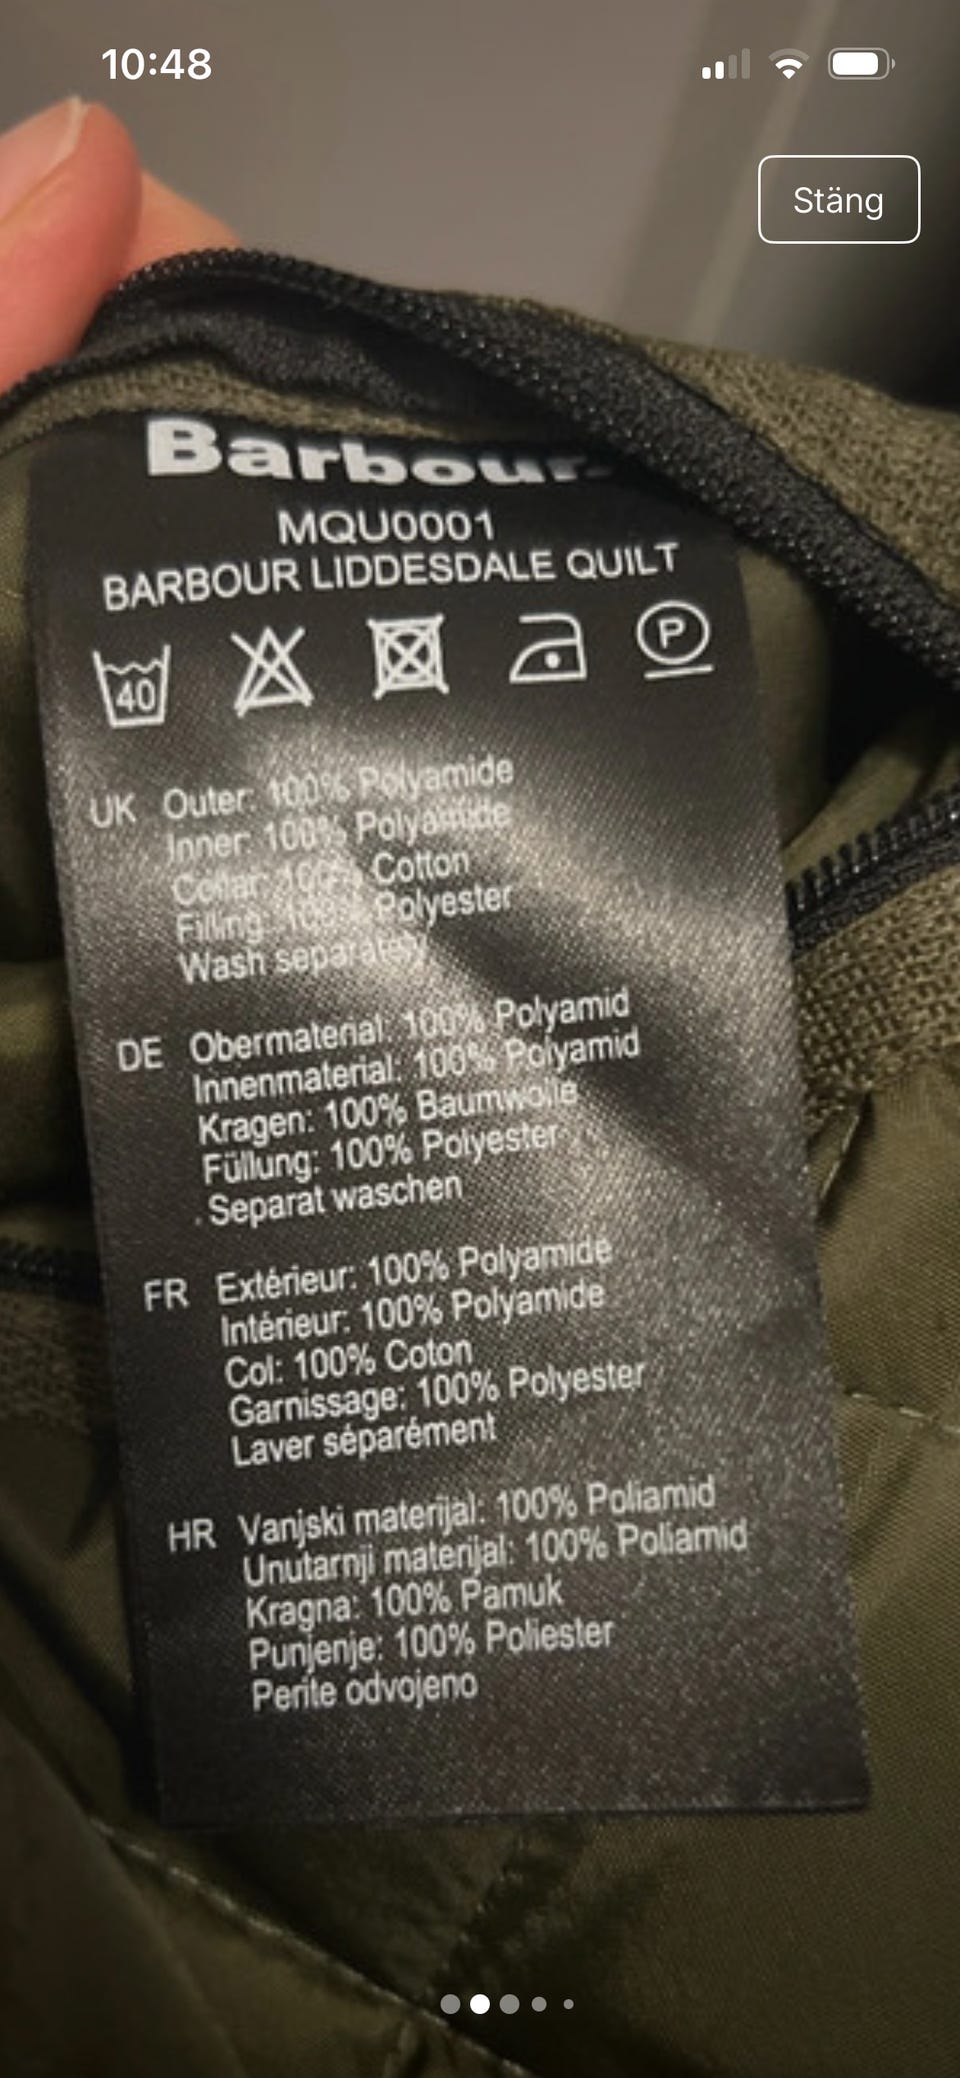 10:48
Stäng
Barbour
MQU0001
BARBOUR LIDDESDALE QUILT
40
P
UK Outer: 100% Polyamide
Inner: 100% Polyamide
Collar: 100% Cotton
Filling: 100% Polyester
Wash separately
DE Obermaterial: 100% Polyamid
Innenmaterial: 100% Polyamid
Kragen: 100% Baumwolle
Füllung: 100% Polyester
Separat waschen
FR Extérieur: 100% Polyamide
Intérieur: 100% Polyamide
Col: 100% Coton
Garnissage: 100% Polyester
Laver séparément
HR Vanjski materijal: 100% Poliamid
Unutarnji materijal: 100% Poliamid
Kragna: 100% Pamuk
Punjenje: 100% Poliester
Perite odvojeno